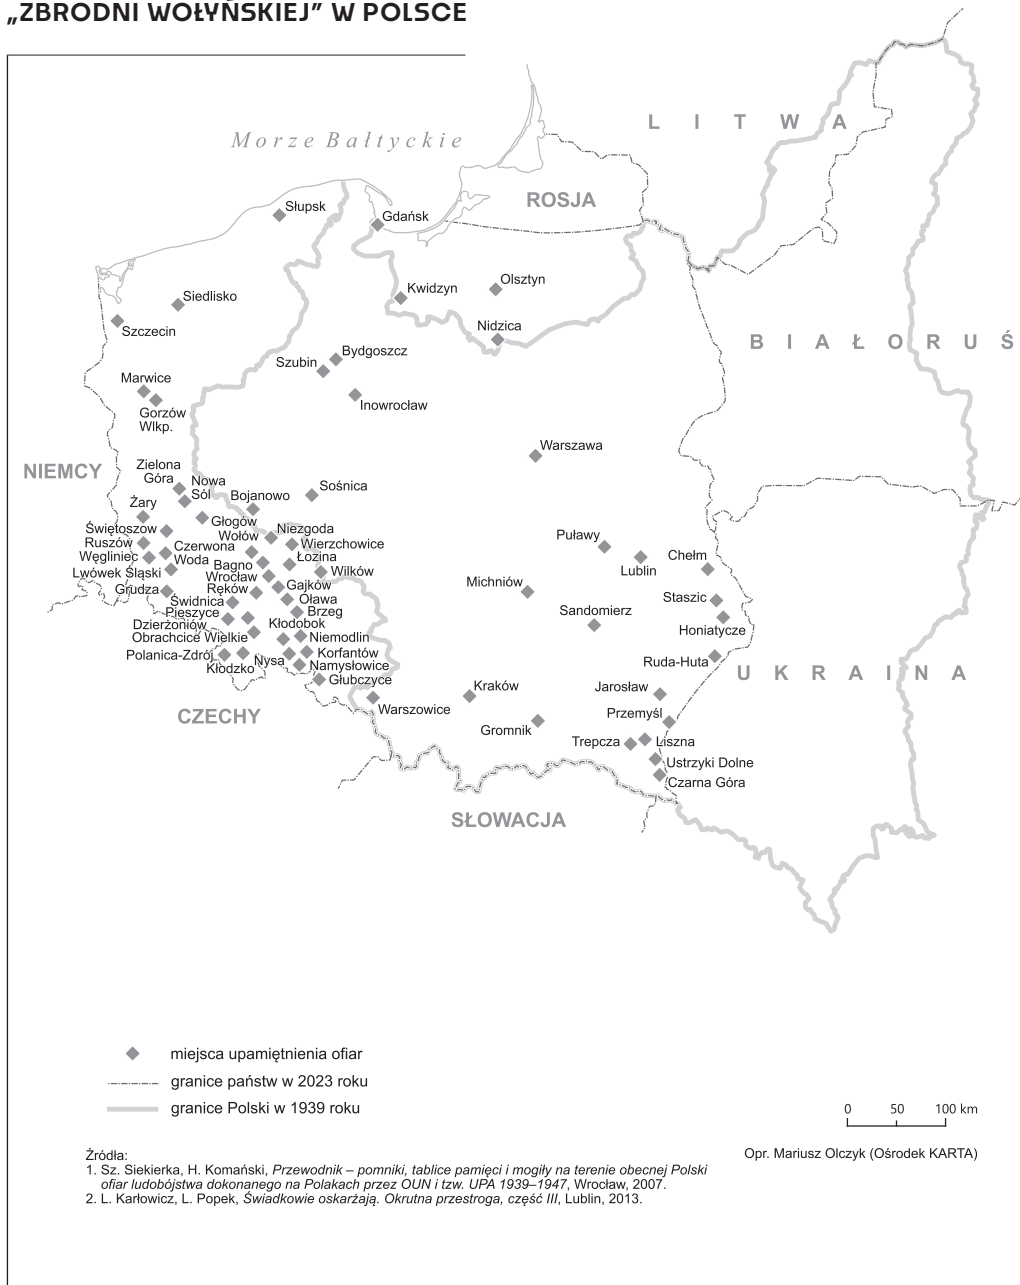 „ZBRODNI WOŁYŃSKIEJ” W POLSCE
L I T W A
Morze Bałtyckie
ROSJA
Słupsk
Gdańsk
Olsztyn
Kwidzyn
Siedlisko
Szczecin
Nidzica
B I A Ł O R U Ś
Bydgoszcz
Szubin
Marwice
Inowrocław
Gorzów
Wlkp.
Warszawa
NIEMCY
Zielona
Góra
Nowa
Sól
Bojanowo
Sośnica
Żary
Głogów
Świętoszów
Wołów
Niezgoda
Ruszów
Czerwona
Woda
Wierzchowice
Węgliniec
Łozina
Bagno
Wilków
Lwówek Śląski
Wrocław
Gajków
Grudza
Ręków
Oława
Świdnica
Brzeg
Pieszyce
Kłodobok
Dzierżoniów
Obrachcice Wielkie
Niemodlin
Polanica-Zdrój
Korfantów
Kłodzko
Nysa
Namysłowice
Głubczyce
Puławy
Lublin
Chełm
Michniów
Staszic
Sandomierz
Honiatycze
Ruda-Huta
U K R A I N A
Jarosław
Kraków
Warszowice
Przemyśl
CZECHY
Gromnik
Trepcza
Liszna
Ustrzyki Dolne
Czarna Góra
SŁOWACJA
miejsca upamiętnienia ofiar
granice państw w 2023 roku
granice Polski w 1939 roku
0 50 100 km
Opr. Mariusz Olczyk (Ośrodek KARTA)
Źródła:
1. Sz. Siekierka, H. Komański, Przewodnik – pomniki, tablice pamięci i mogiły na terenie obecnej Polski
ofiar ludobójstwa dokonanego na Polakach przez OUN i tzw. UPA 1939–1947, Wrocław, 2007.
2. L. Karłowicz, L. Popek, Świadkowie oskarżają. Okrutna przestroga, część III, Lublin, 2013.